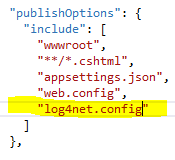 "publishOptions": {
"include": [
"wwwroot",
"**/*.cshtml",
"appsettings.json",
"web.config",
"log4net.config"
]
},